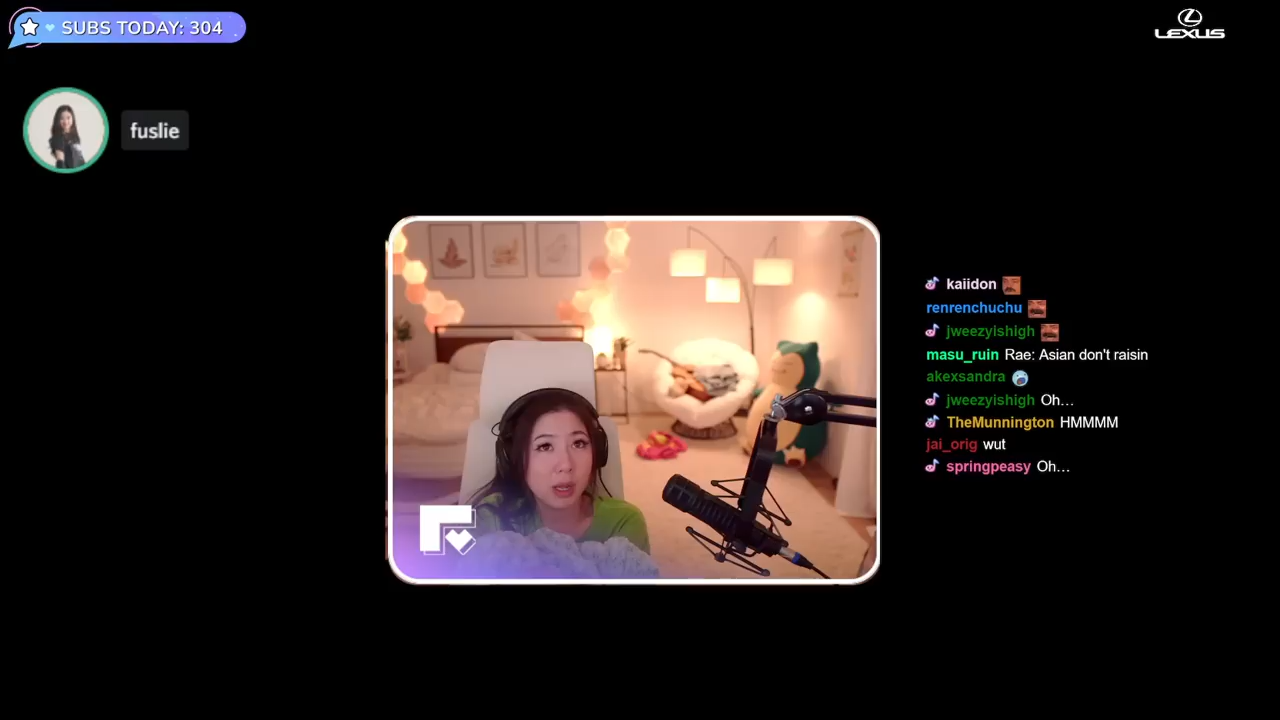 SUBS TODAY: 304
LEXUS
fuslie
kaiidon
renrenchuchu
jweezyishigh
masu_ruin Rae: Asian don't raisin
akexsandra
jweezyishigh Oh...
TheMunnington HMMMM
jai_orig wut
springpeasy Oh...